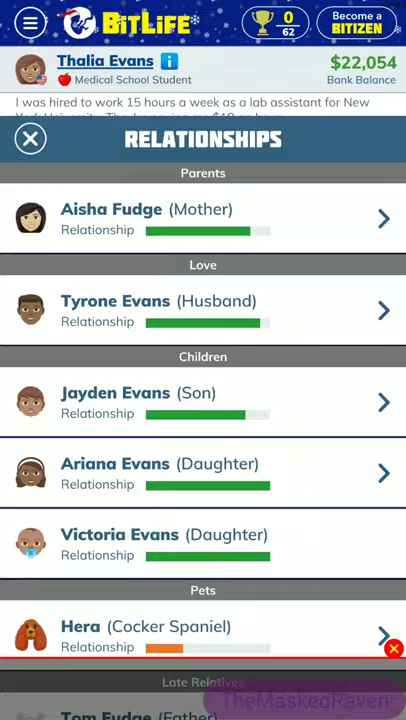 BITLIFE
0
62
Become a
BITIZEN
Thalia Evans i
Medical School Student
$22,054
Bank Balance
I was hired to work 15 hours a week as a lab assistant for New
RELATIONSHIPS
Parents
Aisha Fudge (Mother)
Relationship
Love
Tyrone Evans (Husband)
Relationship
Children
Jayden Evans (Son)
Relationship
Ariana Evans (Daughter)
Relationship
Victoria Evans (Daughter)
Relationship
Pets
Hera (Cocker Spaniel)
Relationship
Late Relatives
TheMaskedRaven
Tom Fudge (Father)